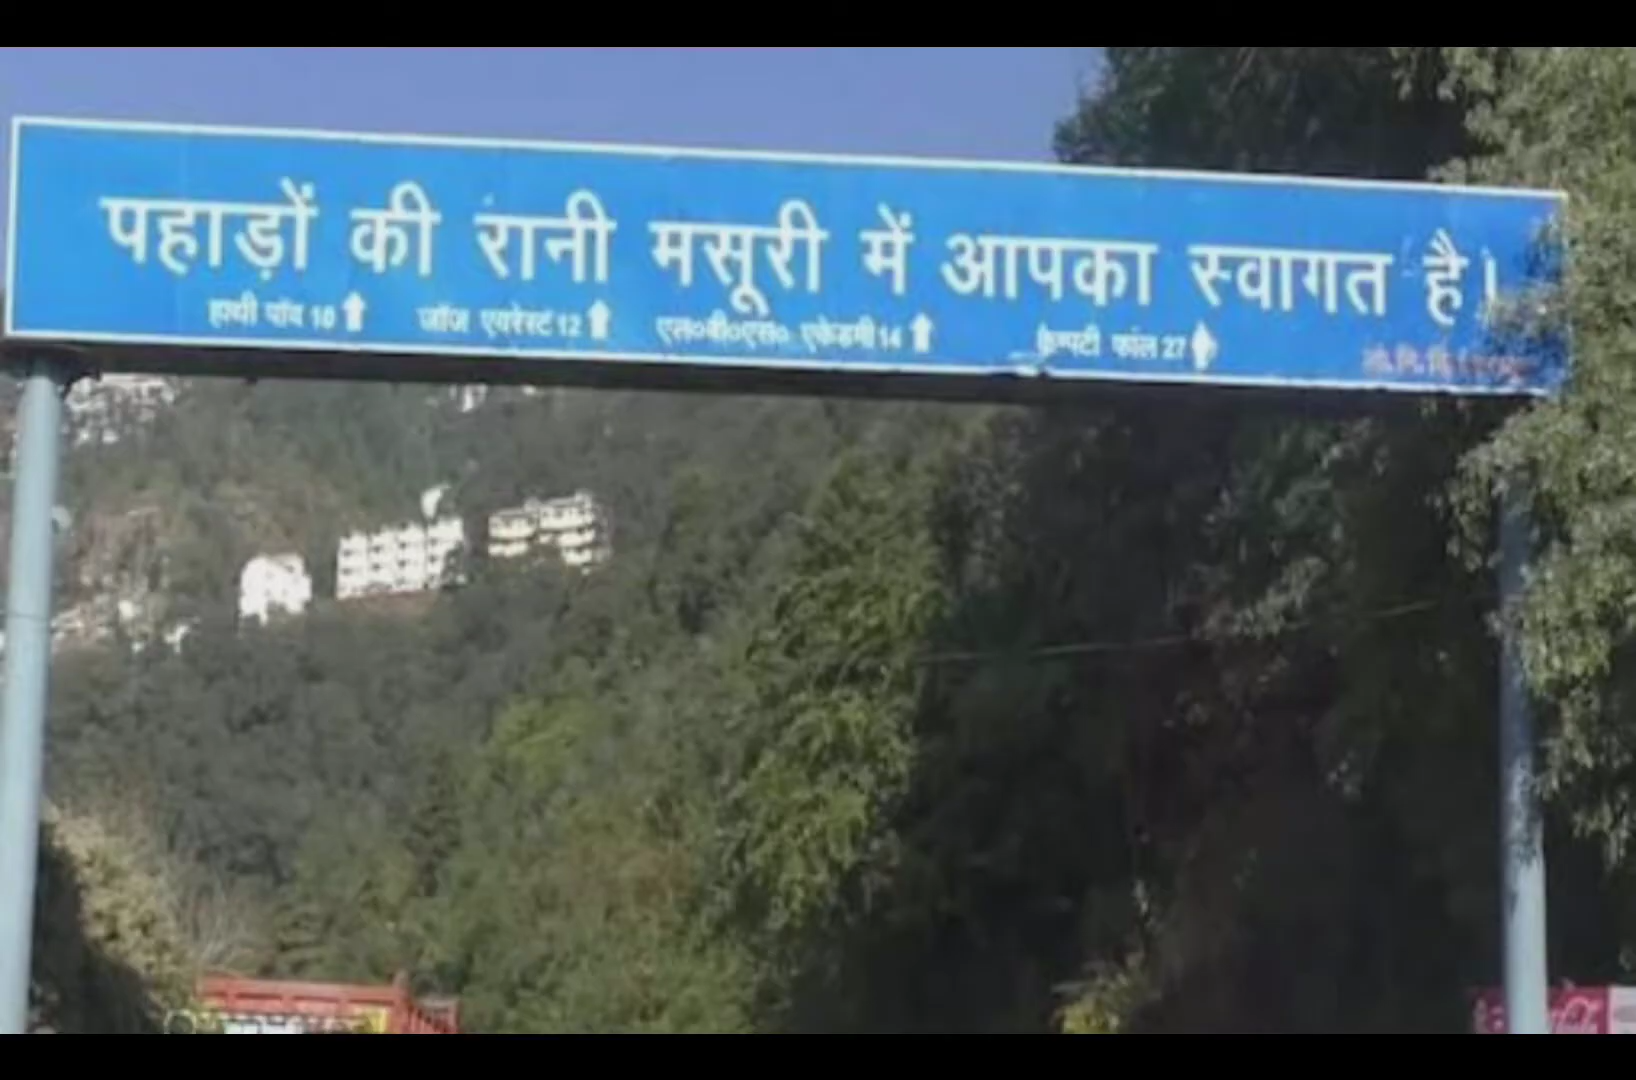 पहाड़ों की रानी मसूरी में आपका स्वागत है।
हाथी पॉव 10 जॉज एवरेस्ट 12 एल०बी०एस० एकेडमी 14 कैम्पटी फॉल 27